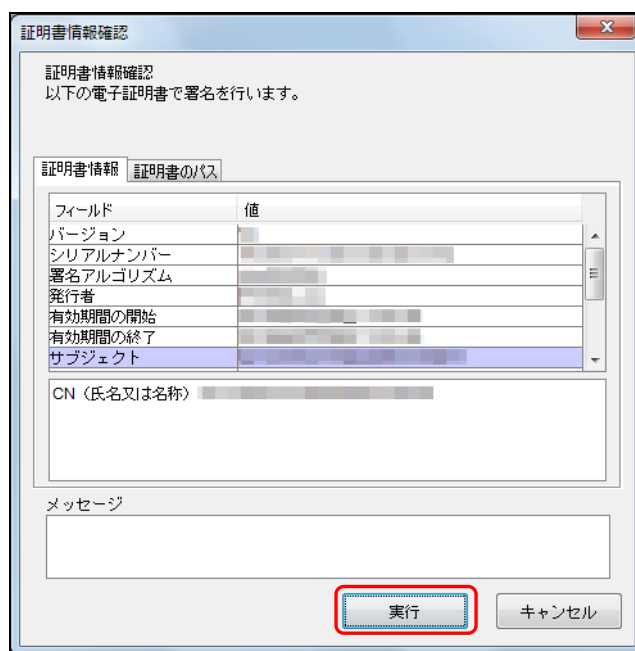 証明書情報確認
証明書情報確認
以下の電子証明書で署名を行います。
証明書情報 証明書のパス
フィールド 値
バージョン
シリアルナンバー
署名アルゴリズム
発行者
有効期間の開始
有効期間の終了
サブジェクト
CN（氏名又は名称）
メッセージ
実行 キャンセル